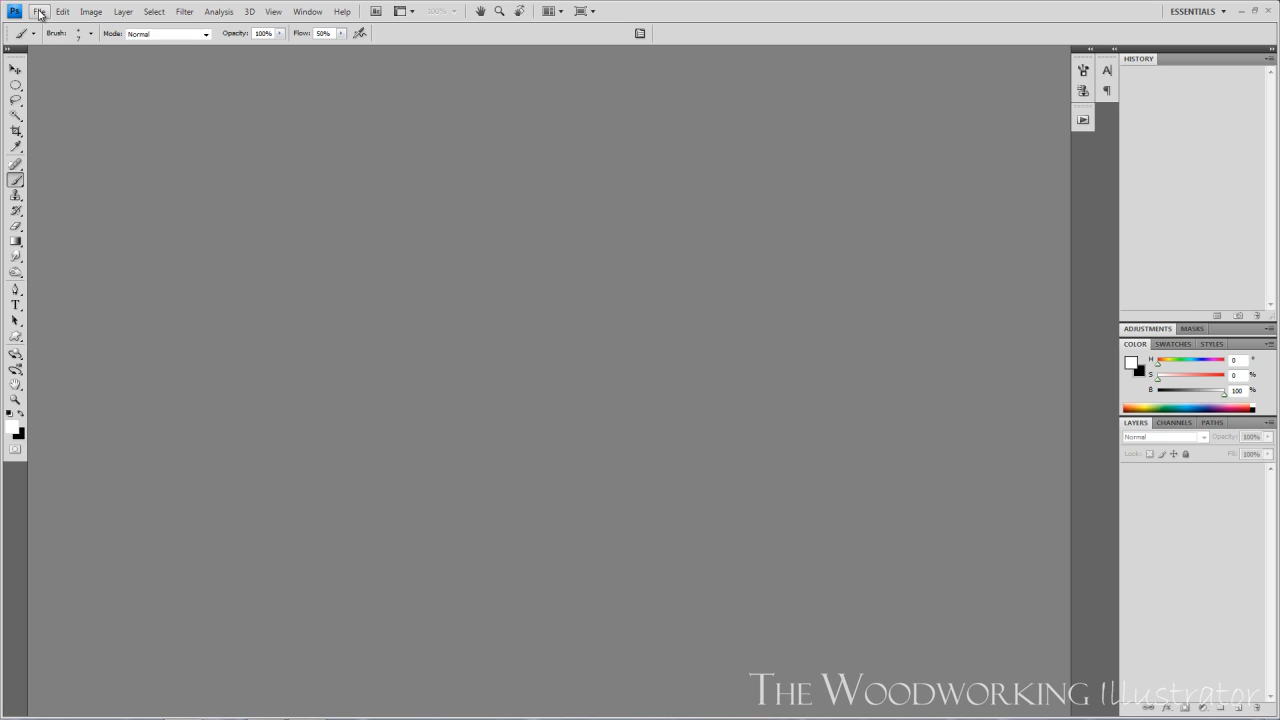 Ps File Edit Image Layer Select Filter Analysis 3D View Window Help 100% ESSENTIALS
Brush: 7 Mode: Normal Opacity: 100% Flow: 50%
HISTORY
ADJUSTMENTS MASKS
COLOR SWATCHES STYLES
H 0 °
S 0 %
B 100 %
LAYERS CHANNELS PATHS
Normal Opacity: 100%
Lock: Fill: 100%
THE WOODWORKING Illustrator